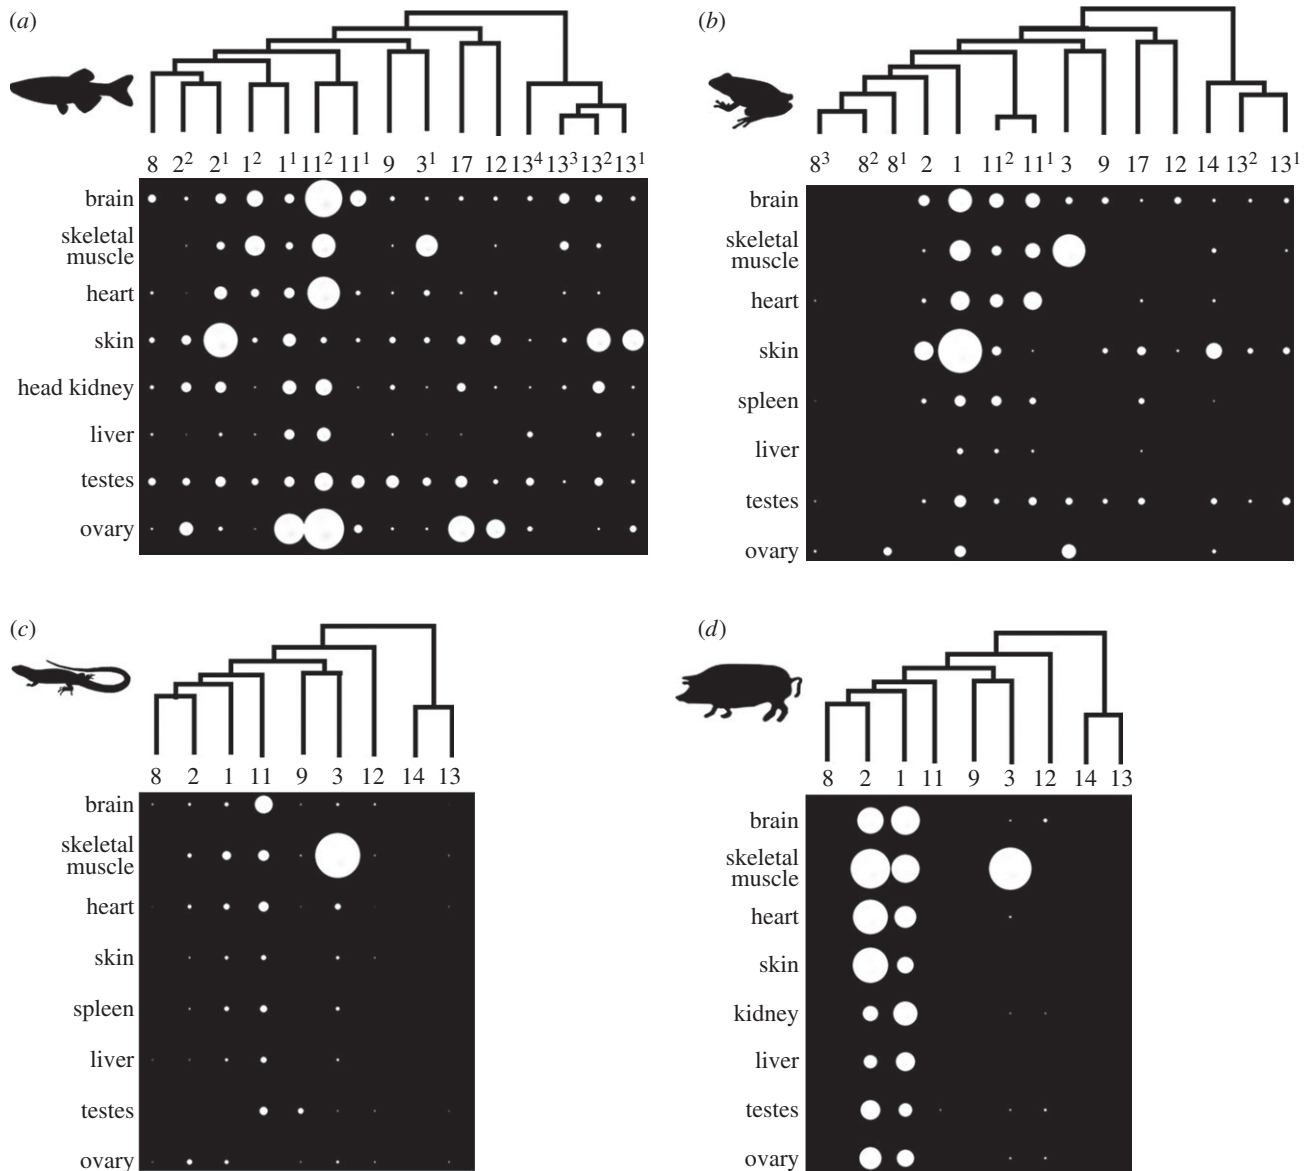 (a)
8 2² 2¹ 1² 1¹ 11² 11¹ 9 3¹ 17 12 13⁴ 13³ 13² 13¹
brain
skeletal
muscle
heart
skin
head kidney
liver
testes
ovary
(b)
8³ 8² 8¹ 2 1 11² 11¹ 3 9 17 12 14 13² 13¹
brain
skeletal
muscle
heart
skin
spleen
liver
testes
ovary
(c)
8 2 1 11 9 3 12 14 13
brain
skeletal
muscle
heart
skin
spleen
liver
testes
ovary
(d)
8 2 1 11 9 3 12 14 13
brain
skeletal
muscle
heart
skin
kidney
liver
testes
ovary